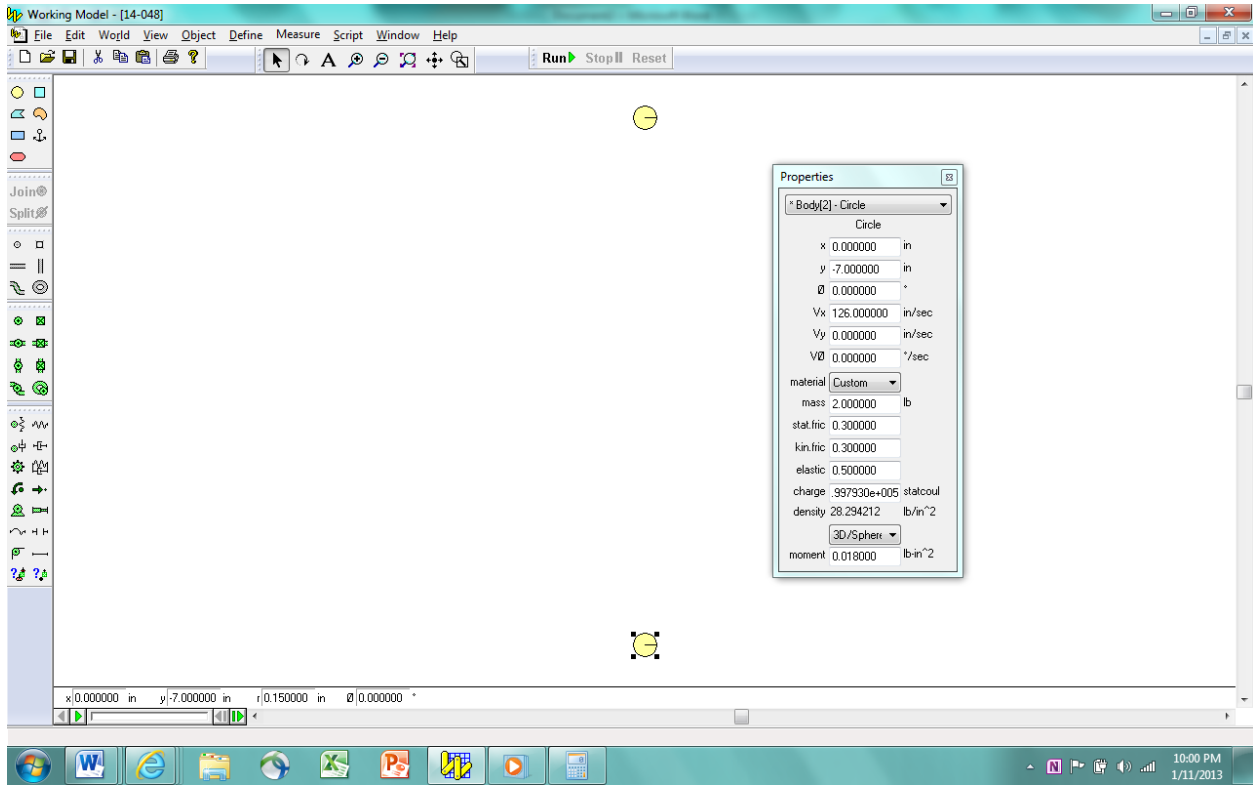 Working Model - [14-048]
File Edit World View Object Define Measure Script Window Help
Run Stop Reset
Join
Split
Properties
* Body[2] - Circle
Circle
x 0.000000 in
y -7.000000 in
Ø 0.000000 °
Vx 126.000000 in/sec
Vy 0.000000 in/sec
VØ 0.000000 °/sec
material Custom
mass 2.000000 lb
stat.fric 0.300000
kin.fric 0.300000
elastic 0.500000
charge .997930e+005 statcoul
density 28.294212 lb/in^2
3D/Sphere
moment 0.018000 lb-in^2
x 0.000000 in y -7.000000 in r 0.150000 in Ø 0.000000 °
10:00 PM
1/11/2013